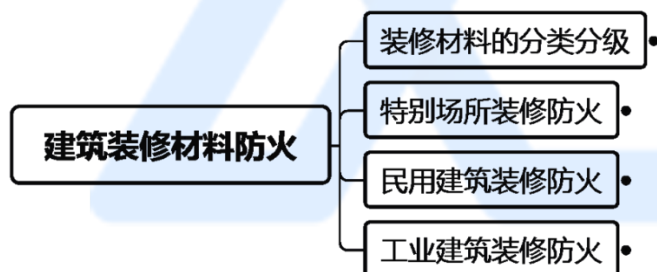 建筑装修材料防火
装修材料的分类分级
特别场所装修防火
民用建筑装修防火
工业建筑装修防火